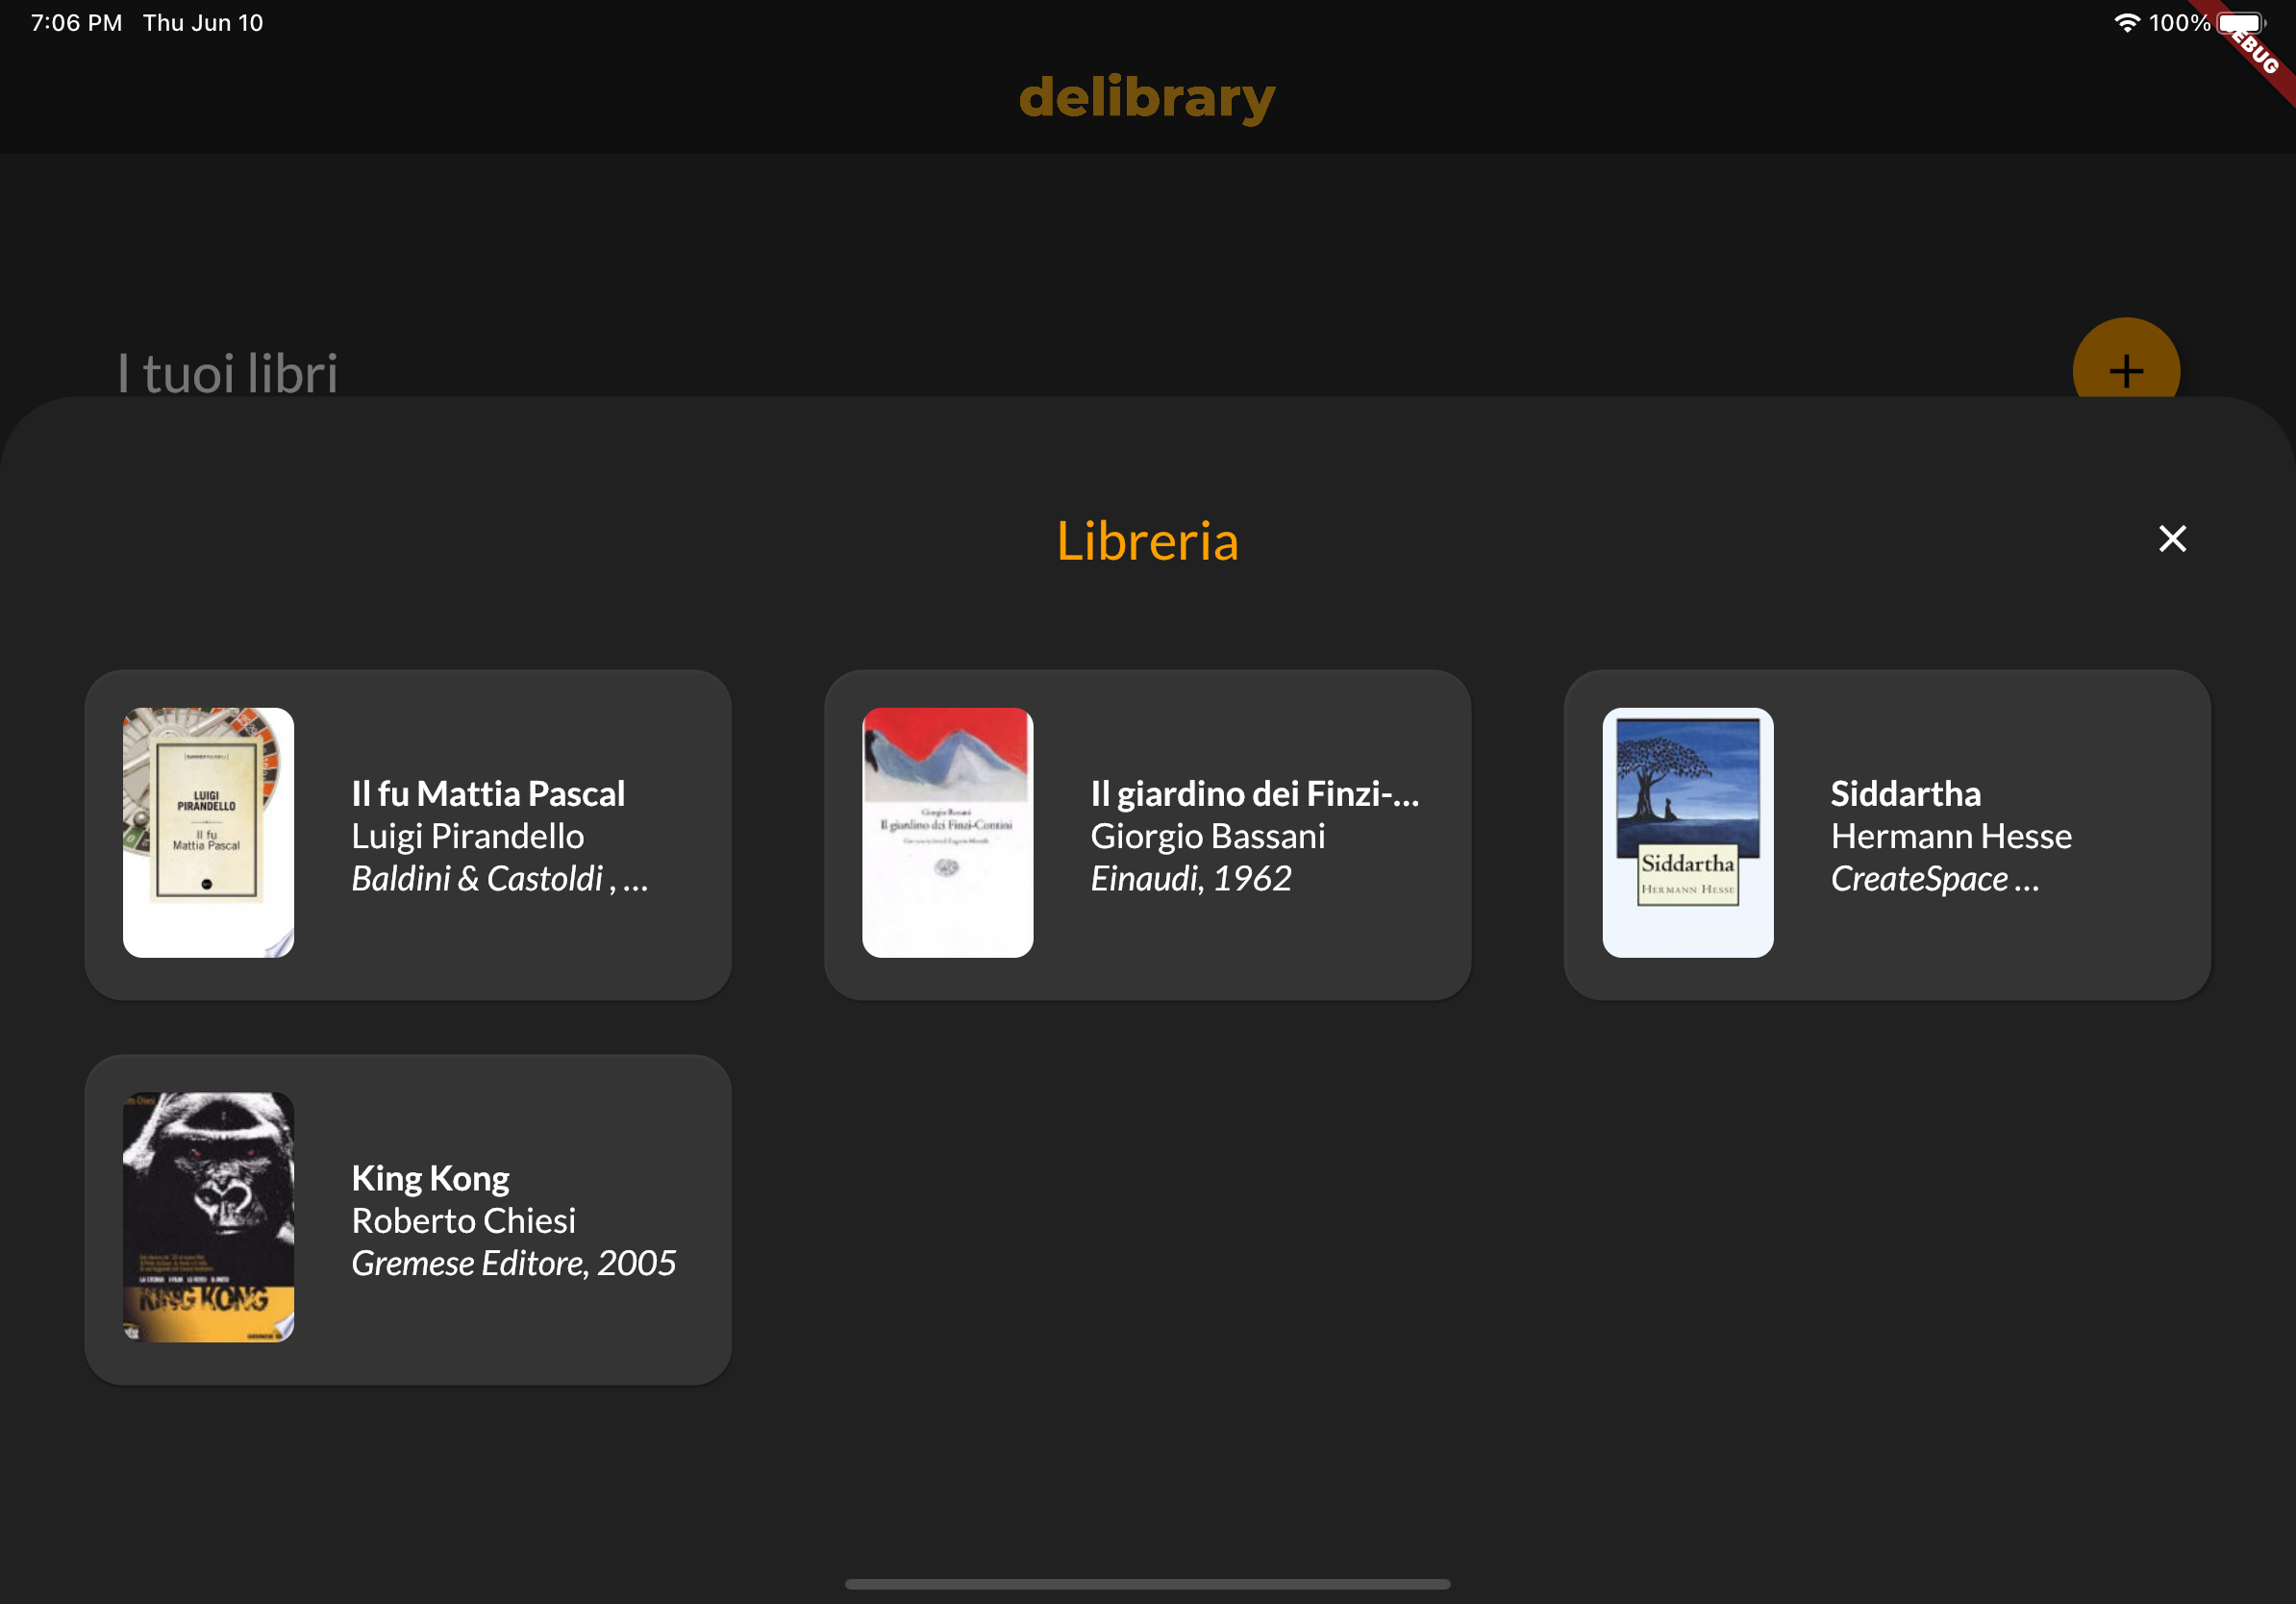 7:06 PM Thu Jun 10
100%
EBUG
delibrary
I tuoi libri
+
Libreria
LUIGI
PIRANDELLO
Il fu
Mattia Pascal
Il fu Mattia Pascal
Luigi Pirandello
Baldini & Castoldi , ...
Giorgio Bassani
Il giardino dei Finzi-Contini
Il giardino dei Finzi-...
Giorgio Bassani
Einaudi, 1962
Siddartha
HERMANN HESSE
Siddartha
Hermann Hesse
CreateSpace ...
KING KONG
King Kong
Roberto Chiesi
Gremese Editore, 2005